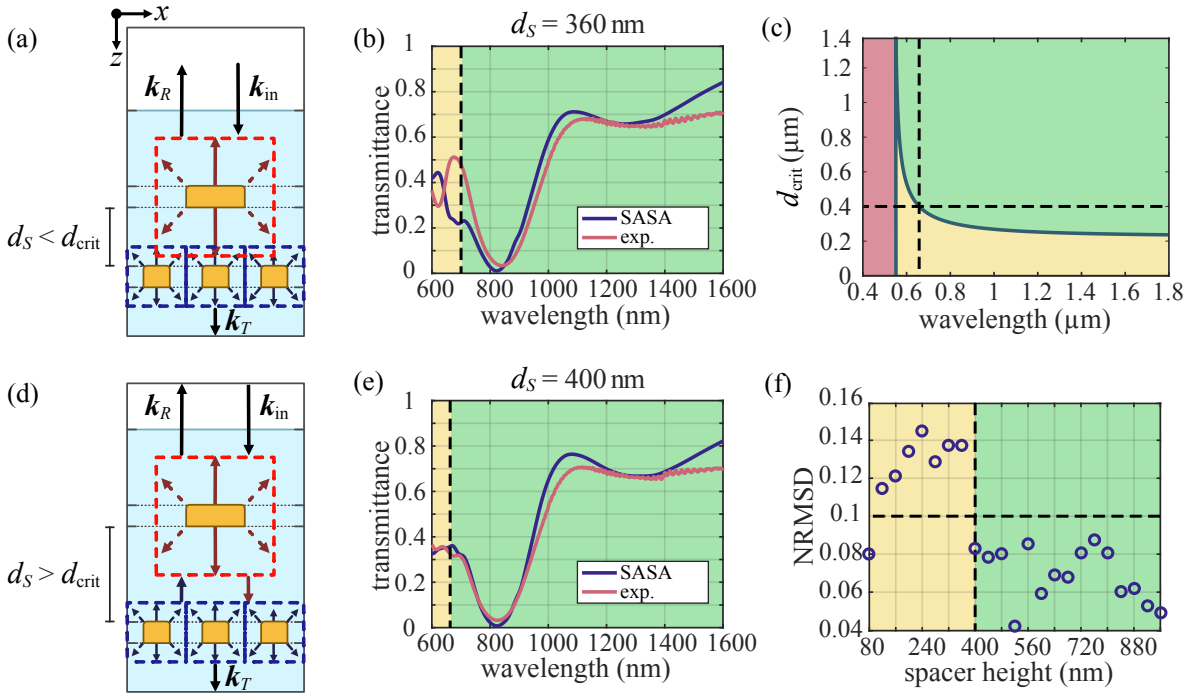 (a)
x
z
k_R
k_in
d_S < d_crit
k_T
(b)
d_S = 360 nm
1
0.8
0.6
0.4
0.2
0
transmittance
SASA
exp.
600 800 1000 1200 1400 1600
wavelength (nm)
(c)
1.4
1.2
1
0.8
0.6
0.4
0.2
0
d_crit (μm)
0.4 0.6 0.8 1 1.2 1.4 1.6 1.8
wavelength (μm)
(d)
k_R
k_in
d_S > d_crit
k_T
(e)
d_S = 400 nm
1
0.8
0.6
0.4
0.2
0
transmittance
SASA
exp.
600 800 1000 1200 1400 1600
wavelength (nm)
(f)
0.16
0.14
0.12
0.1
0.08
0.06
0.04
NRMSD
80 240 400 560 720 880
spacer height (nm)